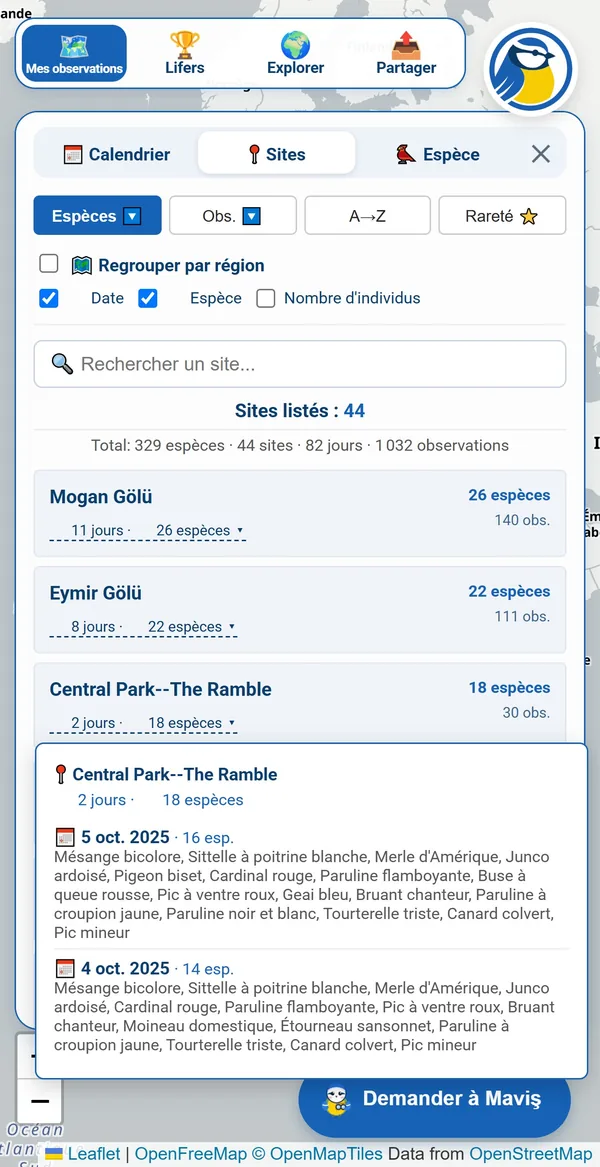 ande
Mes observations
Lifers
Explorer
Partager
Calendrier
Sites
Espèce
Espèces
Obs.
A→Z
Rareté
Regrouper par région
Date
Espèce
Nombre d'individus
Rechercher un site...
Sites listés : 44
Total: 329 espèces · 44 sites · 82 jours · 1 032 observations
Mogan Gölü
26 espèces
11 jours · 26 espèces
140 obs.
Eymir Gölü
22 espèces
8 jours · 22 espèces
111 obs.
Central Park--The Ramble
18 espèces
2 jours · 18 espèces
30 obs.
Central Park--The Ramble
2 jours · 18 espèces
5 oct. 2025 · 16 esp.
Mésange bicolore, Sittelle à poitrine blanche, Merle d'Amérique, Junco
ardoisé, Pigeon biset, Cardinal rouge, Paruline flamboyante, Buse à
queue rousse, Pic à ventre roux, Geai bleu, Bruant chanteur, Paruline à
croupion jaune, Paruline noir et blanc, Tourterelle triste, Canard colvert,
Pic mineur
4 oct. 2025 · 14 esp.
Mésange bicolore, Sittelle à poitrine blanche, Merle d'Amérique, Junco
ardoisé, Cardinal rouge, Paruline flamboyante, Pic à ventre roux, Bruant
chanteur, Moineau domestique, Étourneau sansonnet, Paruline à
croupion jaune, Tourterelle triste, Canard colvert, Pic mineur
−
Demander à Maviş
Océan
Leaflet | OpenFreeMap © OpenMapTiles Data from OpenStreetMap